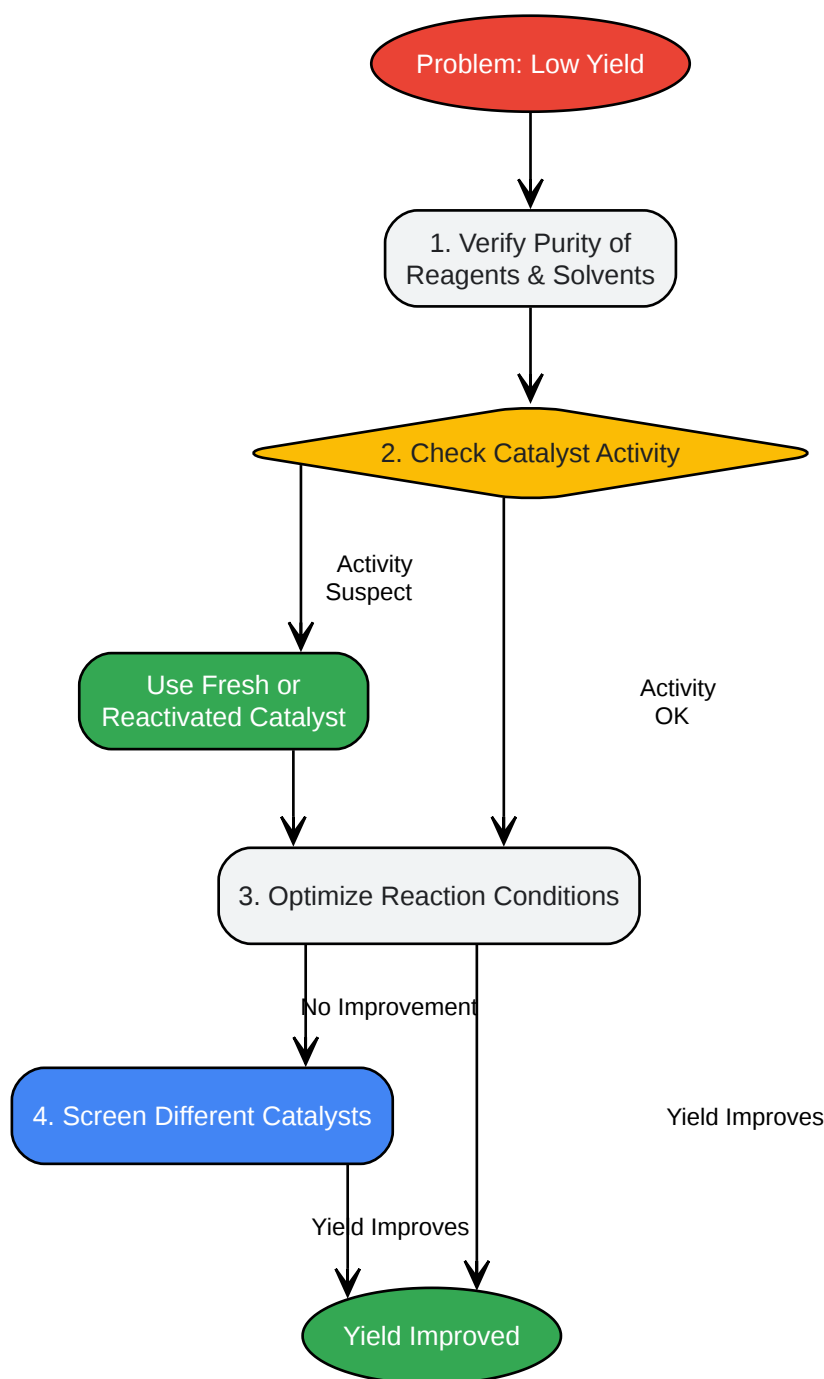 Problem: Low Yield
1. Verify Purity of
Reagents & Solvents
2. Check Catalyst Activity
Activity
Suspect
Use Fresh or
Reactivated Catalyst
Activity
OK
3. Optimize Reaction Conditions
No Improvement
4. Screen Different Catalysts
Yield Improves
Yield Improves
Yield Improved